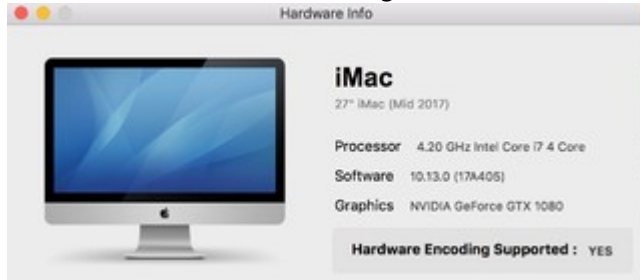 Hardware Info
iMac
27" iMac (Mid 2017)
Processor 4.20 GHz Intel Core i7 4 Core
Software 10.13.0 (17A405)
Graphics NVIDIA GeForce GTX 1080
Hardware Encoding Supported : YES